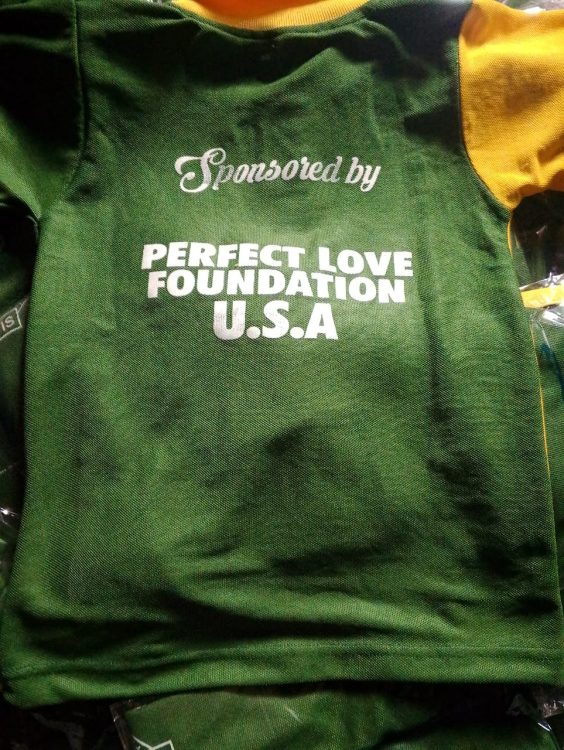 Sponsored by
PERFECT LOVE
FOUNDATION
U.S.A